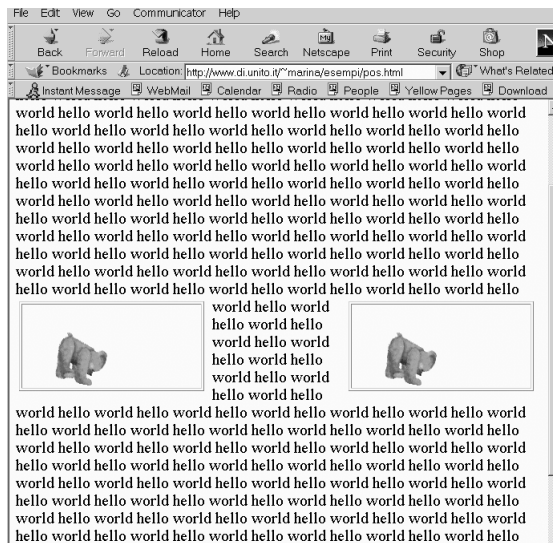 File Edit View Go Communicator Help
My
Back Forward Reload Home Search Netscape Print Security Shop N
Bookmarks Location: http://www.di.unito.it/~marina/esempi/pos.html What's Related
Instant Message WebMail Calendar Radio People Yellow Pages Download
world hello world hello world hello world hello world hello world hello world
hello world hello world hello world hello world hello world hello world hello
world hello world hello world hello world hello world hello world hello world
world hello world hello world hello world hello world hello world hello world
hello world hello world hello world hello world hello world hello world hello
world hello world hello world hello world hello world hello world hello world
hello world hello world hello world hello world hello world hello world hello
world hello world hello world hello world hello world hello world hello world
hello world hello world hello world hello world hello world hello world hello
world hello world hello world hello world hello world hello world hello world
hello world hello world hello world hello world hello world hello world hello
world hello world
hello world hello
world hello world
hello world hello
world hello world
hello world hello
world hello world hello world hello world hello world hello world hello world
hello world hello world hello world hello world hello world hello world hello
world hello world hello world hello world hello world hello world hello world
hello world hello world hello world hello world hello world hello world hello
world hello world hello world hello world hello world hello world hello world
hello world hello world hello world hello world hello world hello world hello
world hello world hello world hello world hello world hello world hello world
hello world hello world hello world hello world hello world hello world hello